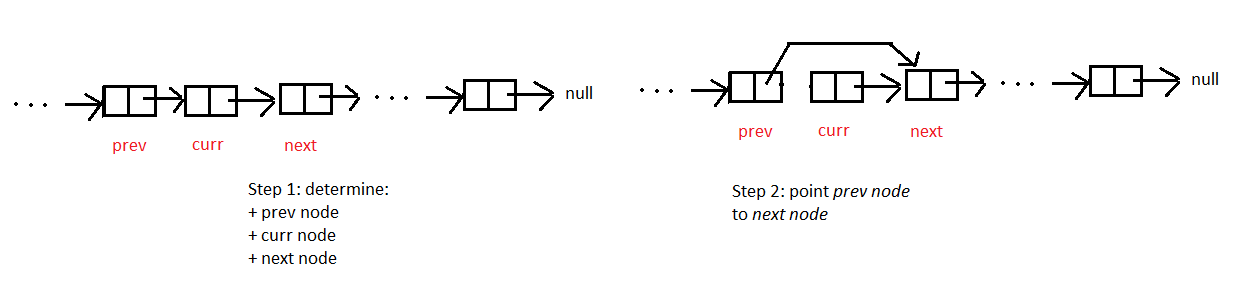 . . .
prev
curr
next
. . .
null
Step 1: determine:
+ prev node
+ curr node
+ next node
. . .
prev
curr
next
. . .
null
Step 2: point prev node
to next node